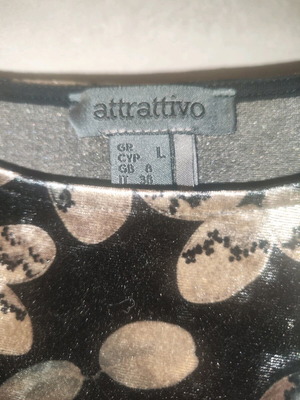 attrattivo
GR
CYP L
GB 8
IT 38